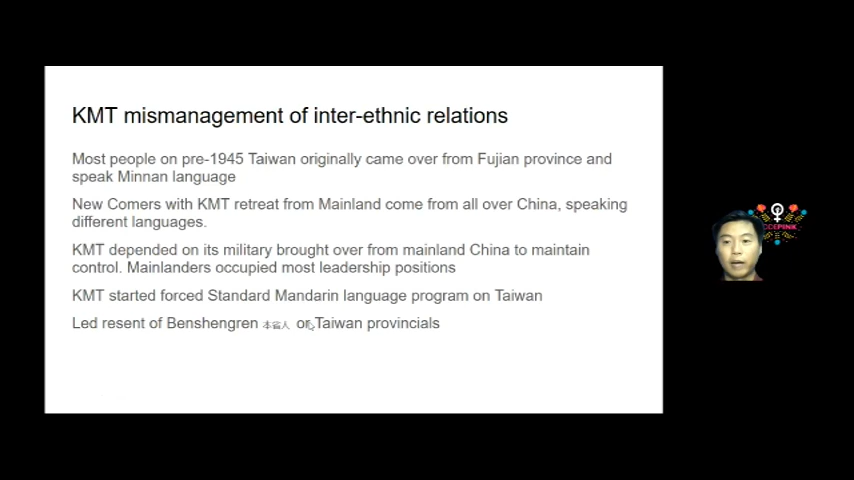 KMT mismanagement of inter-ethnic relations
Most people on pre-1945 Taiwan originally came over from Fujian province and
speak Minnan language
New Comers with KMT retreat from Mainland come from all over China, speaking
different languages.
KMT depended on its military brought over from mainland China to maintain
control. Mainlanders occupied most leadership positions
KMT started forced Standard Mandarin language program on Taiwan
Led resent of Benshengren 本省人 or Taiwan provincials